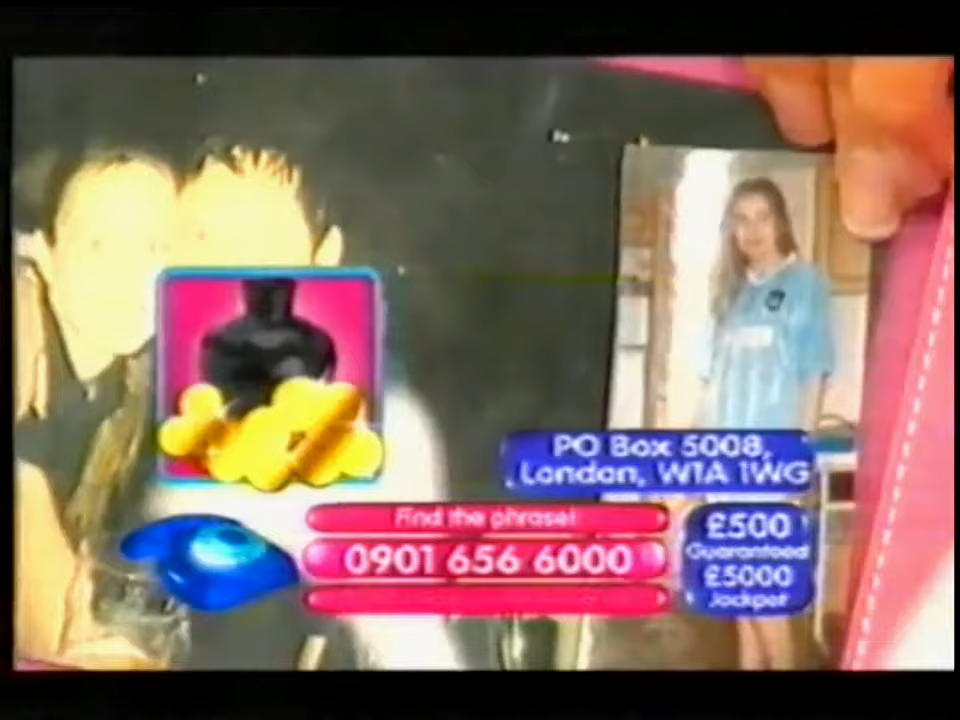 PO Box 5008,
London, W1A 1WG
Find the phrase!
0901 656 6000
£500
Guaranteed
£5000
Jackpot